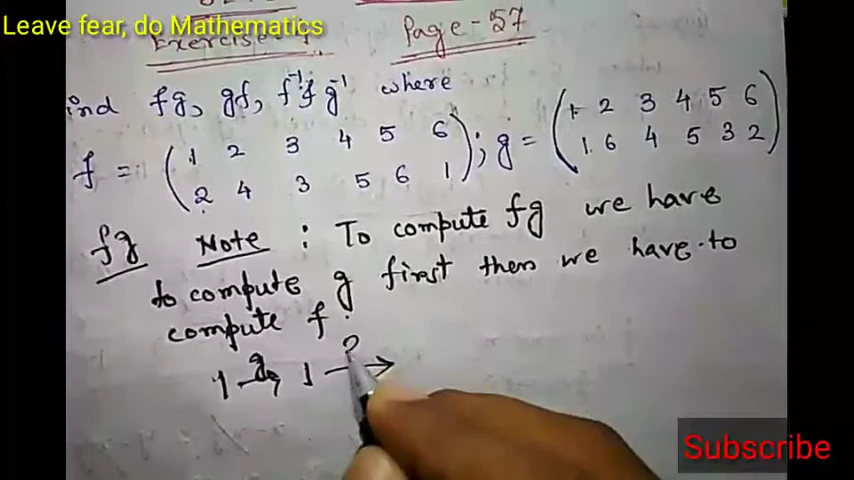 Leave fear, do Mathematics
Exercise-
Page-57
ind fg, gf, f⁻¹ g⁻¹ where
f = ( 1 2 3 4 5 6 ; g = ( 1 2 3 4 5 6
2 4 3 5 6 1 ) 1 6 4 5 3 2 )
fg Note : To compute fg we have
to compute g first then we have to
compute f.
1 g→ 1 →
Subscribe